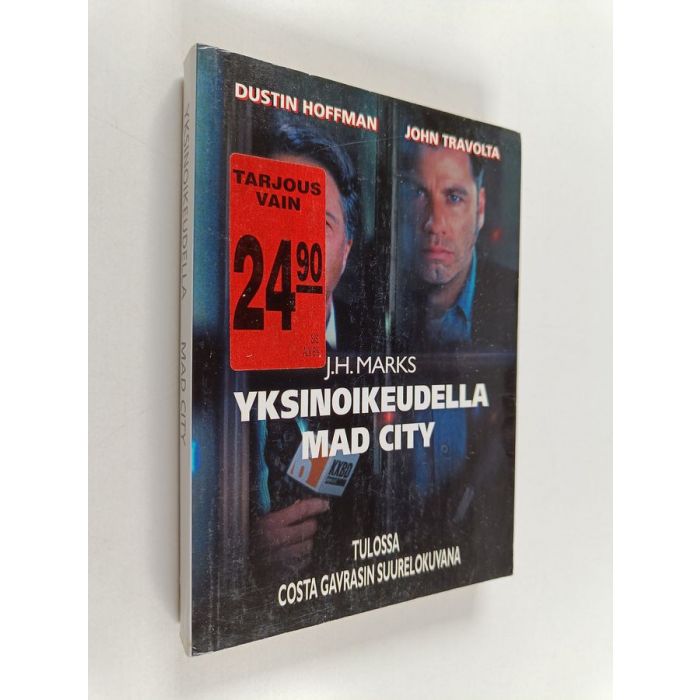 YKSINOIKEUDELLA MAD CITY
DUSTIN HOFFMAN
JOHN TRAVOLTA
TARJOUS
VAIN
24 90
J.H. MARKS
YKSINOIKEUDELLA
MAD CITY
KXBD
TULOSSA
COSTA GAVRASIN SUURELOKUVANA